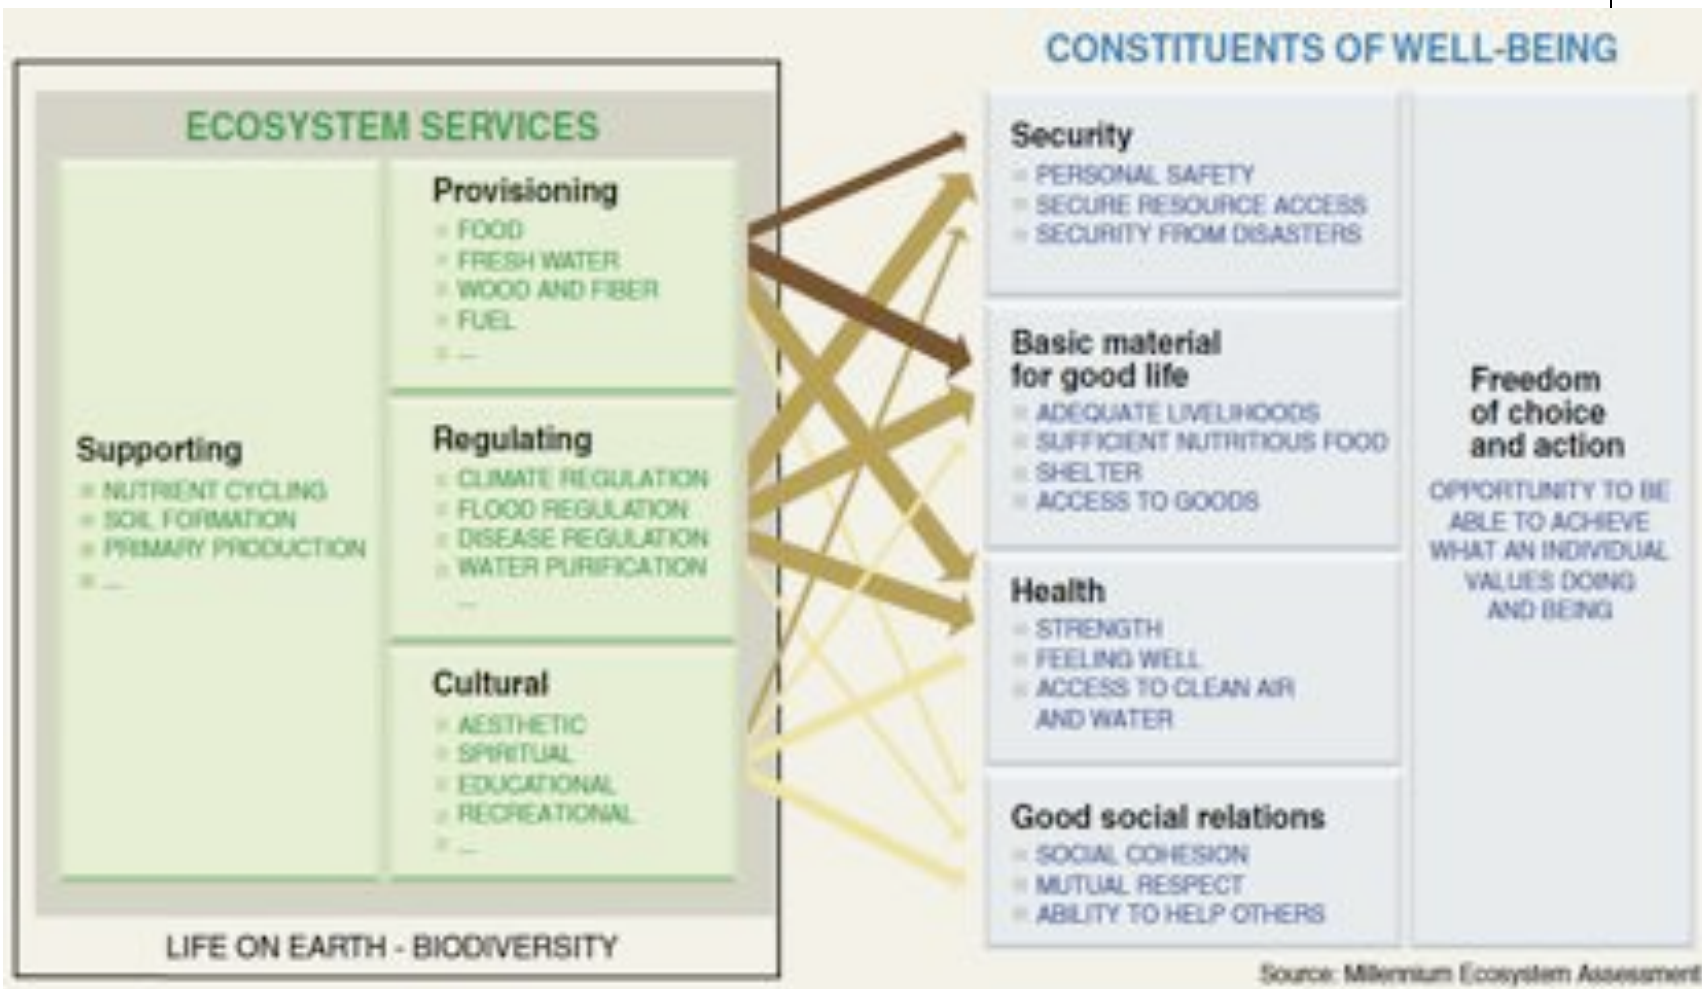 CONSTITUENTS OF WELL-BEING
ECOSYSTEM SERVICES
Supporting
NUTRIENT CYCLING
SOIL FORMATION
PRIMARY PRODUCTION
...
Provisioning
FOOD
FRESH WATER
WOOD AND FIBER
FUEL
...
Regulating
CLIMATE REGULATION
FLOOD REGULATION
DISEASE REGULATION
WATER PURIFICATION
...
Cultural
AESTHETIC
SPIRITUAL
EDUCATIONAL
RECREATIONAL
...
LIFE ON EARTH - BIODIVERSITY
Security
PERSONAL SAFETY
SECURE RESOURCE ACCESS
SECURITY FROM DISASTERS
Basic material
for good life
ADEQUATE LIVELIHOODS
SUFFICIENT NUTRITIOUS FOOD
SHELTER
ACCESS TO GOODS
Health
STRENGTH
FEELING WELL
ACCESS TO CLEAN AIR
AND WATER
Good social relations
SOCIAL COHESION
MUTUAL RESPECT
ABILITY TO HELP OTHERS
Freedom
of choice
and action
OPPORTUNITY TO BE
ABLE TO ACHIEVE
WHAT AN INDIVIDUAL
VALUES DOING
AND BEING
Source: Millennium Ecosystem Assessment